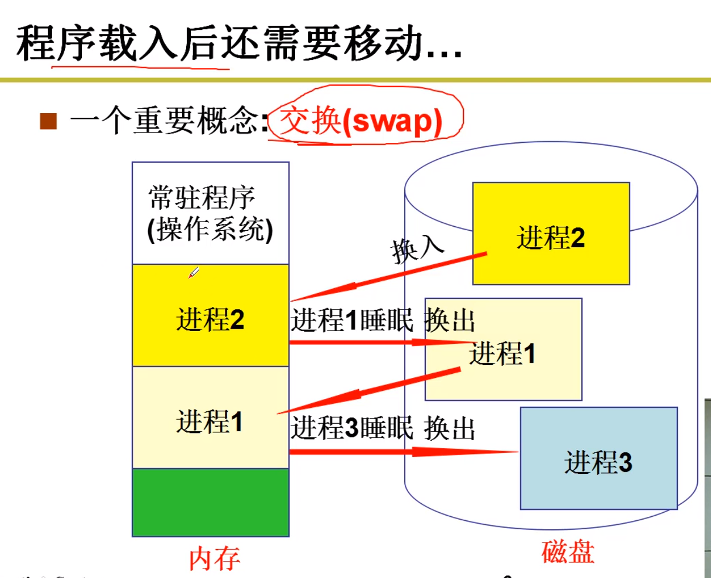 程序载入后还需要移动...
一个重要概念: 交换(swap)
常驻程序
(操作系统)
进程2
换入
进程2
进程1睡眠 换出
进程1
进程1
进程3睡眠 换出
进程3
内存
磁盘